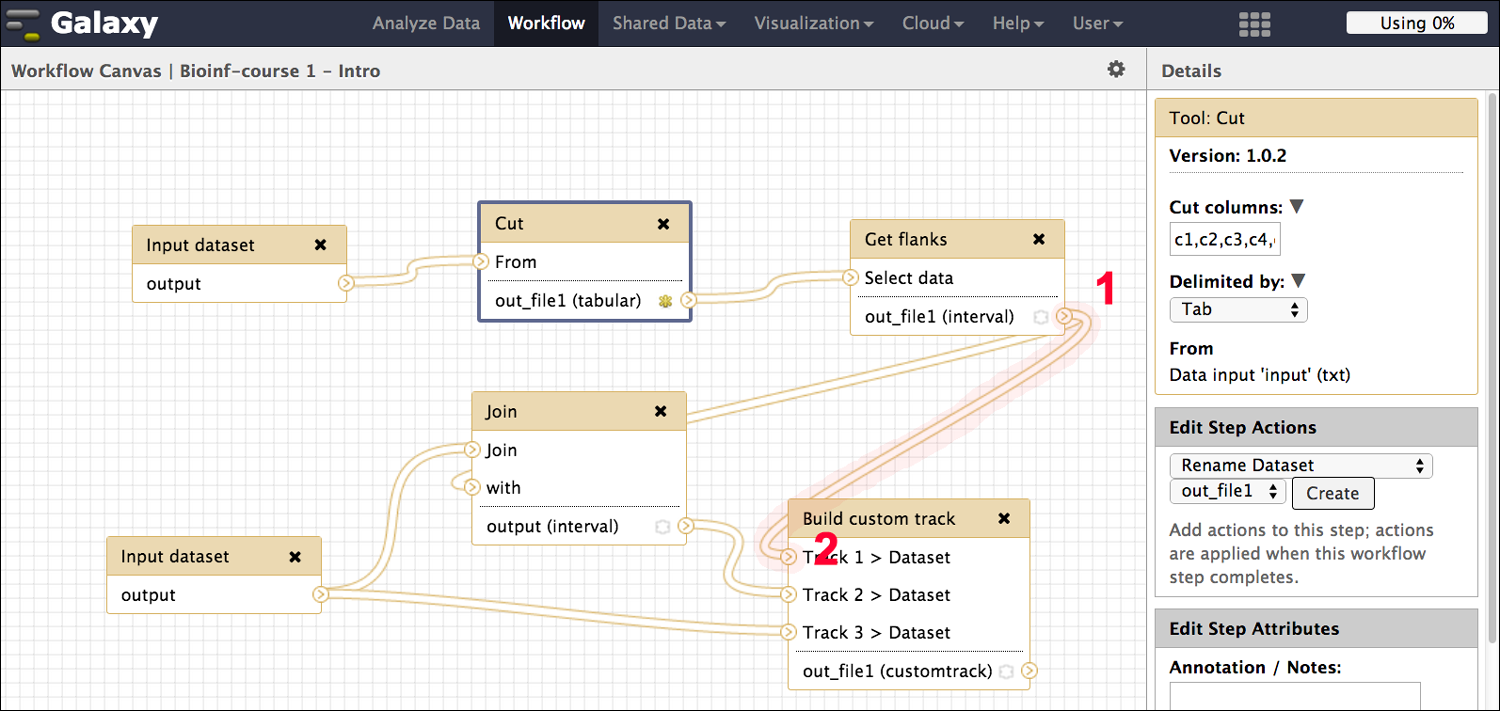 Galaxy Analyze Data Workflow Shared Data Visualization Cloud Help User Using 0%
Workflow Canvas | Bioinf-course 1 - Intro
Input dataset
output
Cut
From
out_file1 (tabular)
Get flanks
Select data
out_file1 (interval)
1
Join
Join
with
output (interval)
Input dataset
output
Build custom track
2
Track 1 > Dataset
Track 2 > Dataset
Track 3 > Dataset
out_file1 (customtrack)
Details
Tool: Cut
Version: 1.0.2
Cut columns:
c1,c2,c3,c4,
Delimited by:
Tab
From
Data input 'input' (txt)
Edit Step Actions
Rename Dataset
out_file1 Create
Add actions to this step; actions
are applied when this workflow
step completes.
Edit Step Attributes
Annotation / Notes: